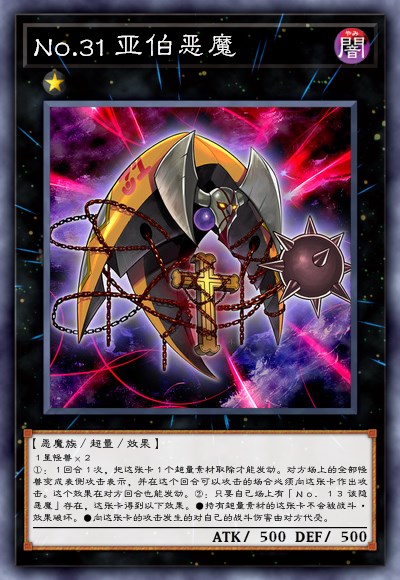 No.31 亚伯恶魔
やみ
闇
31
【恶魔族／超量／效果】
1星怪兽×2
①：1回合1次，把这张卡1个超量素材取除才能发动。对方场上的全部怪
兽变成表侧攻击表示，并在这个回合可以攻击的场合必须向这张卡作出攻
击。这个效果在对方回合也能发动。②：只要自己场上有「No.13 该隐
恶魔」存在，这张卡得到以下效果。●持有超量素材的这张卡不会被战斗·
效果破坏。●向这张卡的攻击发生的对自己的战斗伤害由对方代受。
ATK/ 500 DEF/ 500